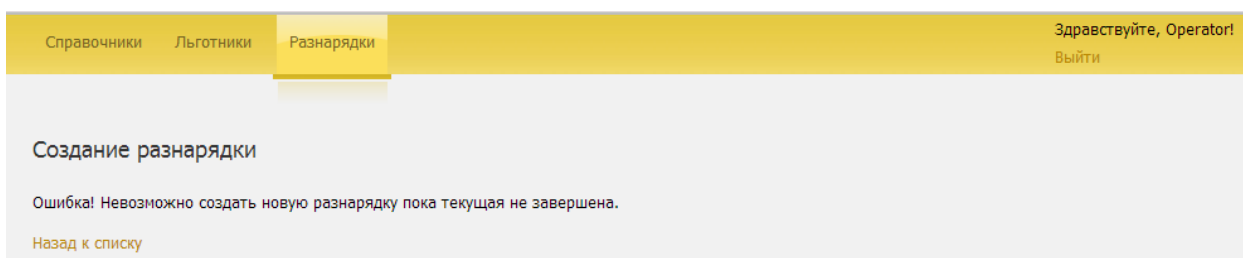 Справочники Льготники Разнарядки
Здравствуйте, Operator!
Выйти
Создание разнарядки
Ошибка! Невозможно создать новую разнарядку пока текущая не завершена.
Назад к списку